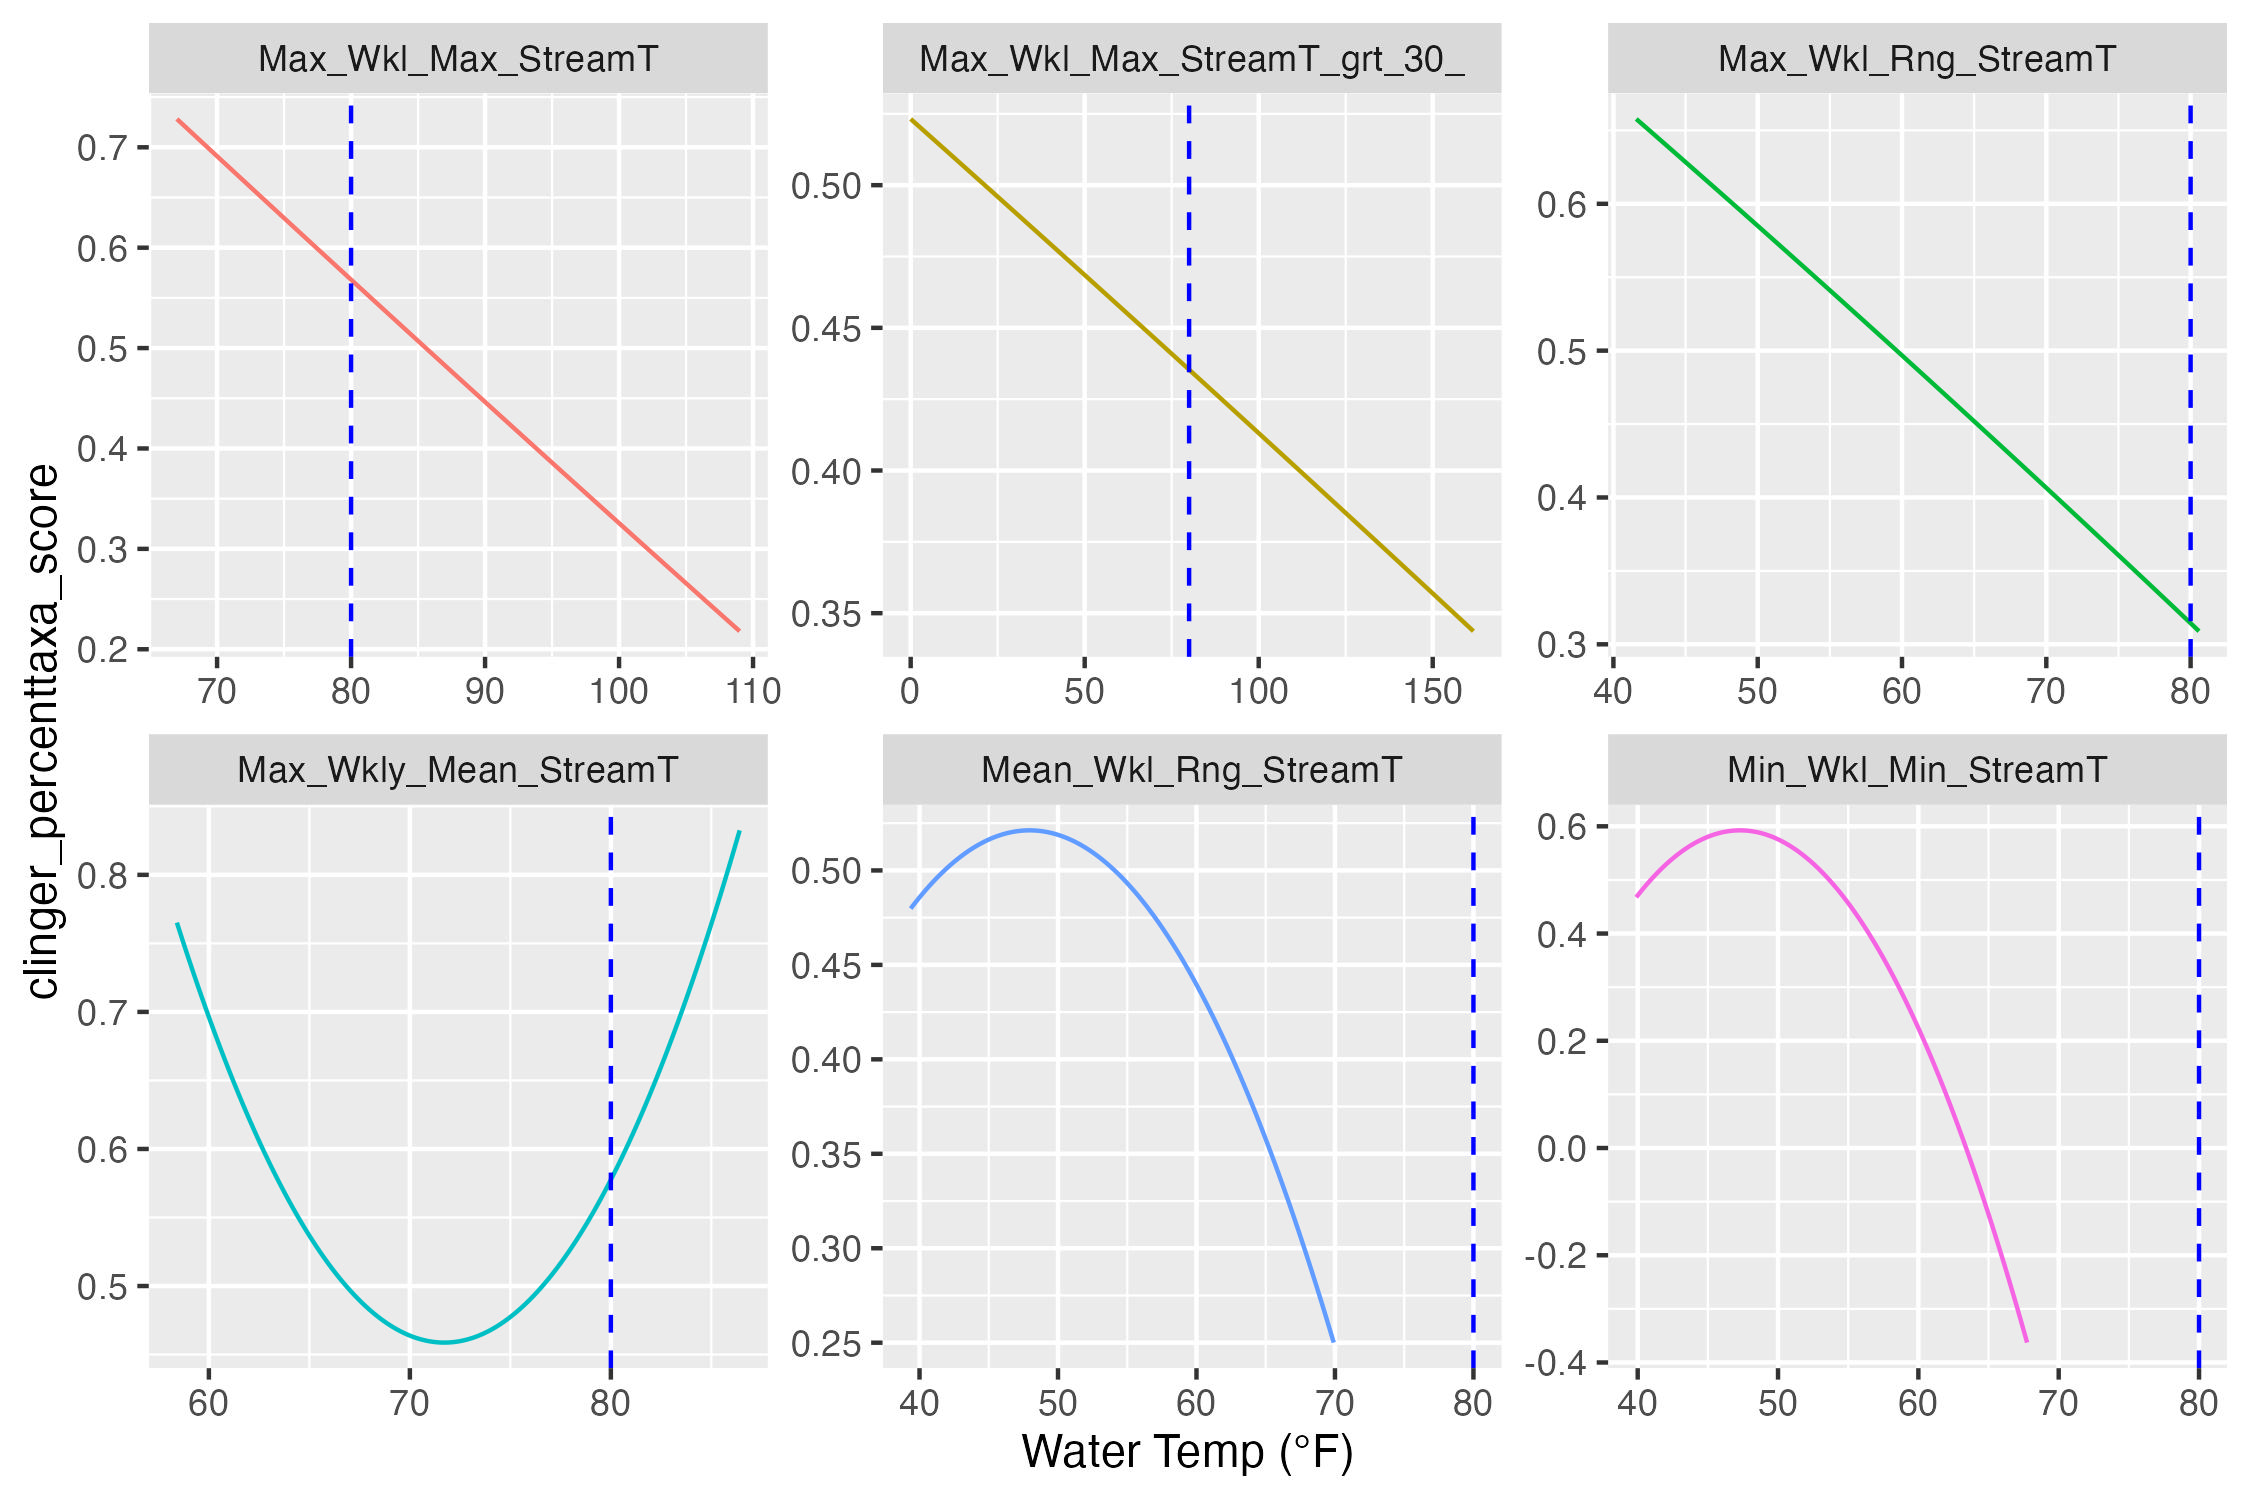 Max_Wkl_Max_StreamT
Max_Wkl_Max_StreamT_grt_30_
Max_Wkl_Rng_StreamT
0.7
0.6
0.5
0.4
0.3
0.2
70 80 90 100 110
0.50
0.45
0.40
0.35
0 50 100 150
0.6
0.5
0.4
0.3
40 50 60 70 80
Max_Wkly_Mean_StreamT
Mean_Wkl_Rng_StreamT
Min_Wkl_Min_StreamT
0.8
0.7
0.6
0.5
60 70 80
0.50
0.45
0.40
0.35
0.30
0.25
40 50 60 70 80
0.6
0.4
0.2
0.0
-0.2
-0.4
40 50 60 70 80
clinger_percenttaxa_score
Water Temp (°F)